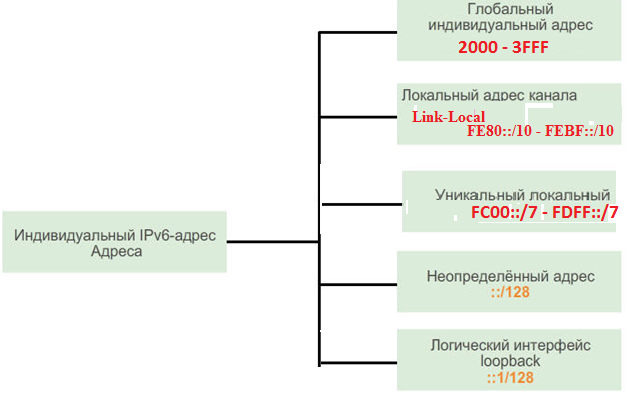 Глобальный
индивидуальный адрес
2000 - 3FFF
Локальный адрес канала
Link-Local
FE80::/10 - FEBF::/10
Уникальный локальный
FC00::/7 - FDFF::/7
Индивидуальный IPv6-адрес
Адреса
Неопределённый адрес
::/128
Логический интерфейс
loopback
::1/128